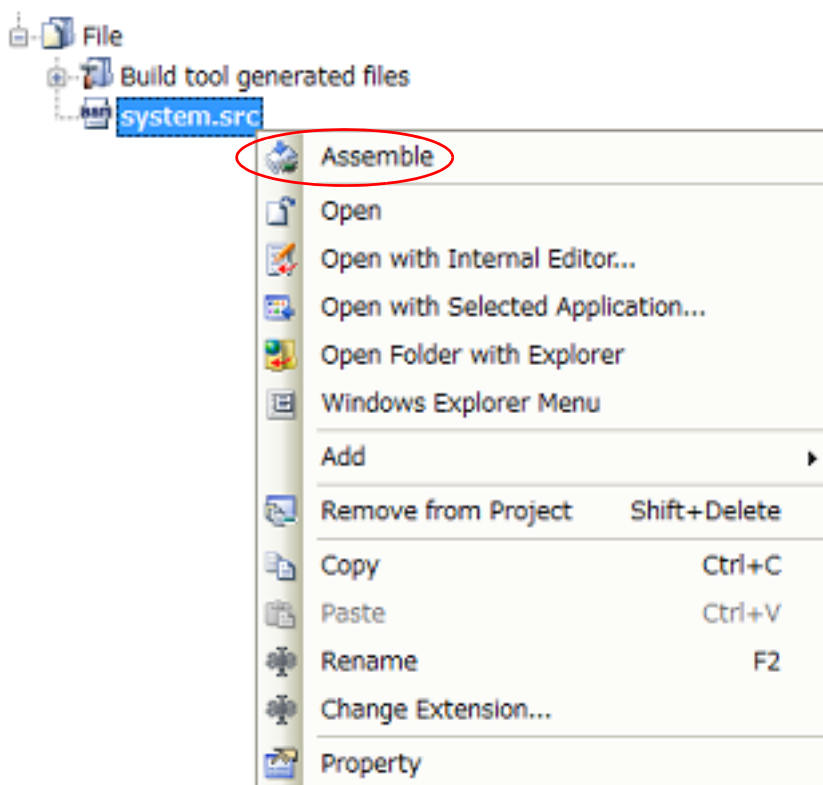 File
Build tool generated files
system.src
Assemble
Open
Open with Internal Editor...
Open with Selected Application...
Open Folder with Explorer
Windows Explorer Menu
Add
Remove from Project Shift+Delete
Copy Ctrl+C
Paste Ctrl+V
Rename F2
Change Extension...
Property